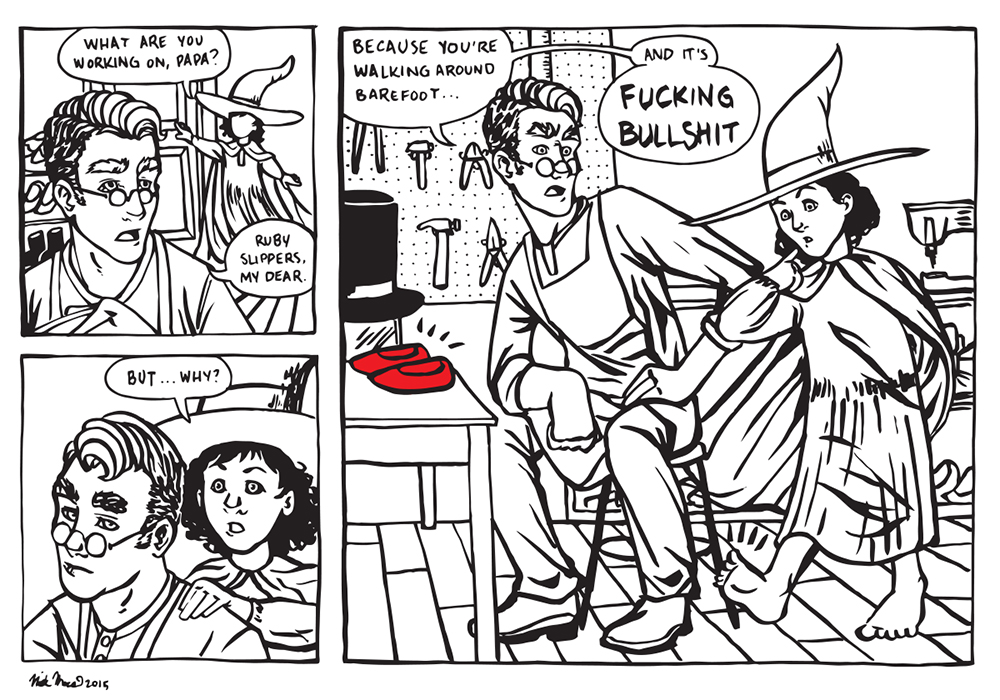 WHAT ARE YOU
WORKING ON, PAPA?
RUBY
SLIPPERS,
MY DEAR.
BUT... WHY?
BECAUSE YOU'RE
WALKING AROUND
BAREFOOT...
AND IT'S
FUCKING
BULLSHIT
2015